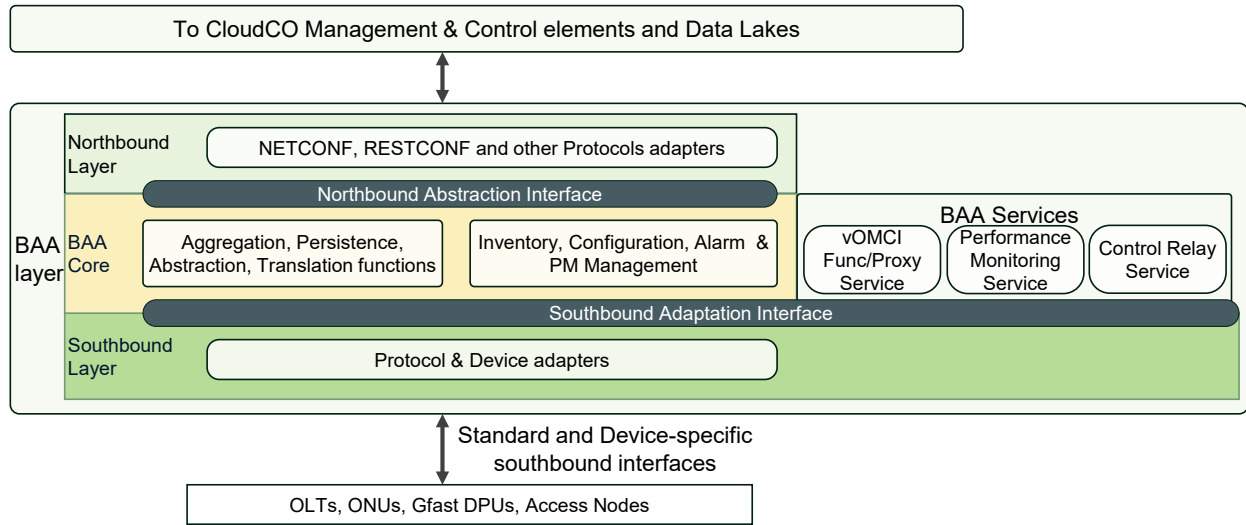 To CloudCO Management & Control elements and Data Lakes
Northbound
Layer
NETCONF, RESTCONF and other Protocols adapters
Northbound Abstraction Interface
BAA
layer
BAA
Core
Aggregation, Persistence,
Abstraction, Translation functions
Inventory, Configuration, Alarm &
PM Management
BAA Services
vOMCI
Func/Proxy
Service
Performance
Monitoring
Service
Control Relay
Service
Southbound Adaptation Interface
Southbound
Layer
Protocol & Device adapters
Standard and Device-specific
southbound interfaces
OLTs, ONUs, Gfast DPUs, Access Nodes